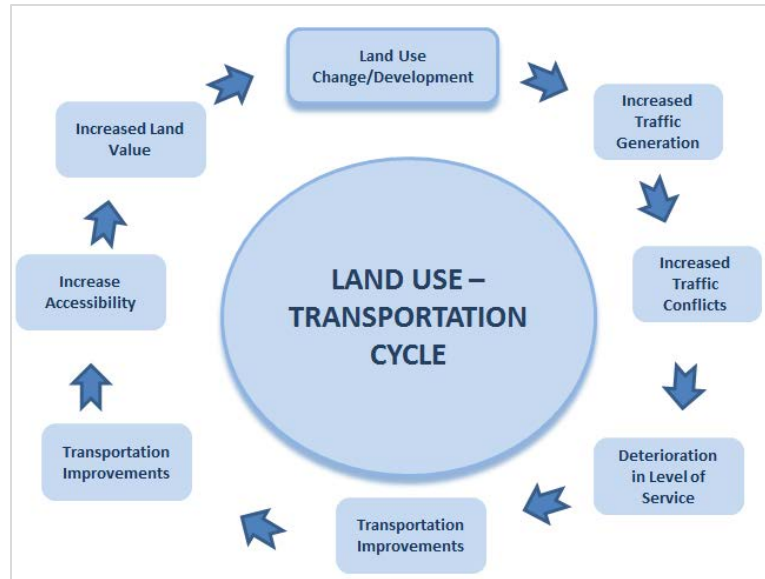 Land Use
Change/Development
Increased
Traffic
Generation
Increased
Traffic
Conflicts
Deterioration
in Level of
Service
Transportation
Improvements
Transportation
Improvements
Increase
Accessibility
Increased Land
Value
LAND USE –
TRANSPORTATION
CYCLE